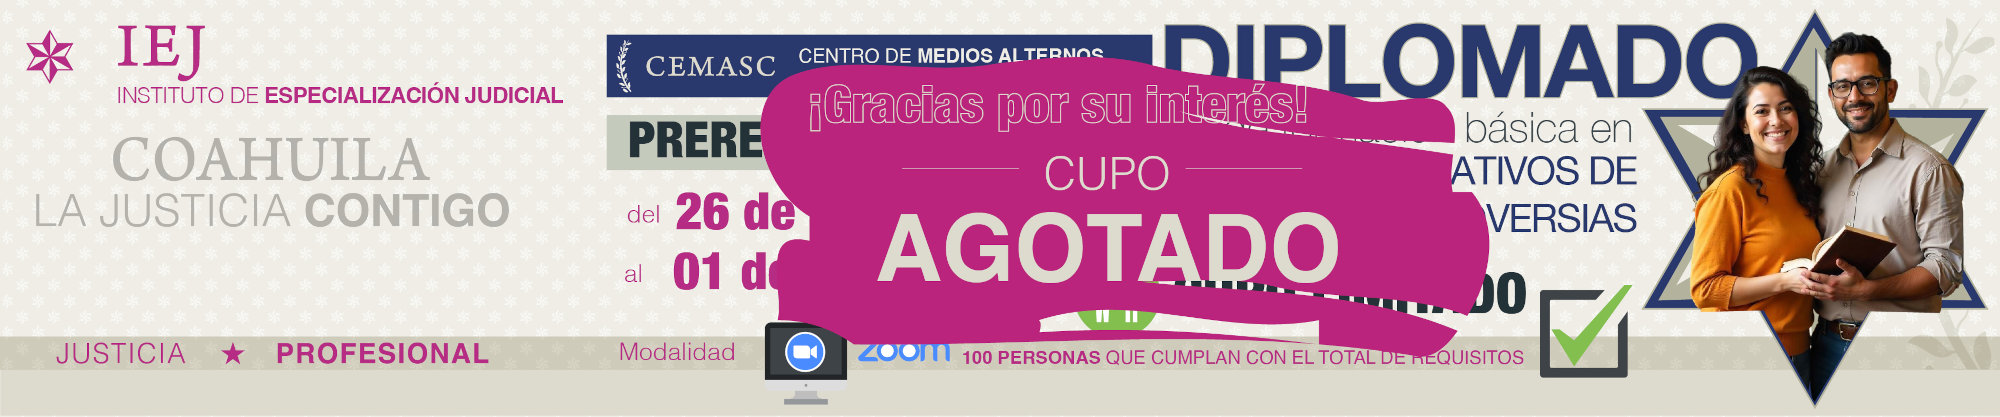 IEJ
INSTITUTO DE ESPECIALIZACIÓN JUDICIAL
COAHUILA
LA JUSTICIA CONTIGO
JUSTICIA ★ PROFESIONAL
CEMASC
CENTRO DE MEDIOS ALTERNOS
PRERE
del 26 de
al 01 de
Modalidad
zoom
¡Gracias por su interés!
CUPO
AGOTADO
100 PERSONAS QUE CUMPLAN CON EL TOTAL DE REQUISITOS
DIPLOMADO
básica en
ATIVOS DE
VERSIAS